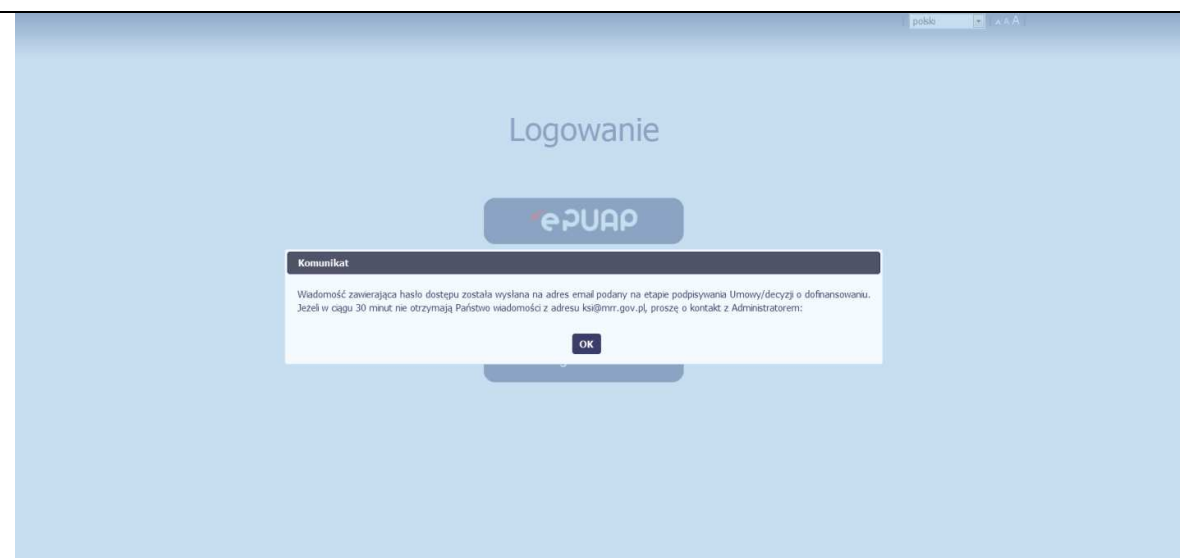 polski
A A A
Logowanie
ePUAP
Komunikat
Wiadomość zawierająca hasło dostępu została wysłana na adres email podany na etapie podpisywania Umowy/decyzji o dofinansowaniu.
Jeżeli w ciągu 30 minut nie otrzymają Państwo wiadomości z adresu ksi@mrr.gov.pl, proszę o kontakt z Administratorem:
OK